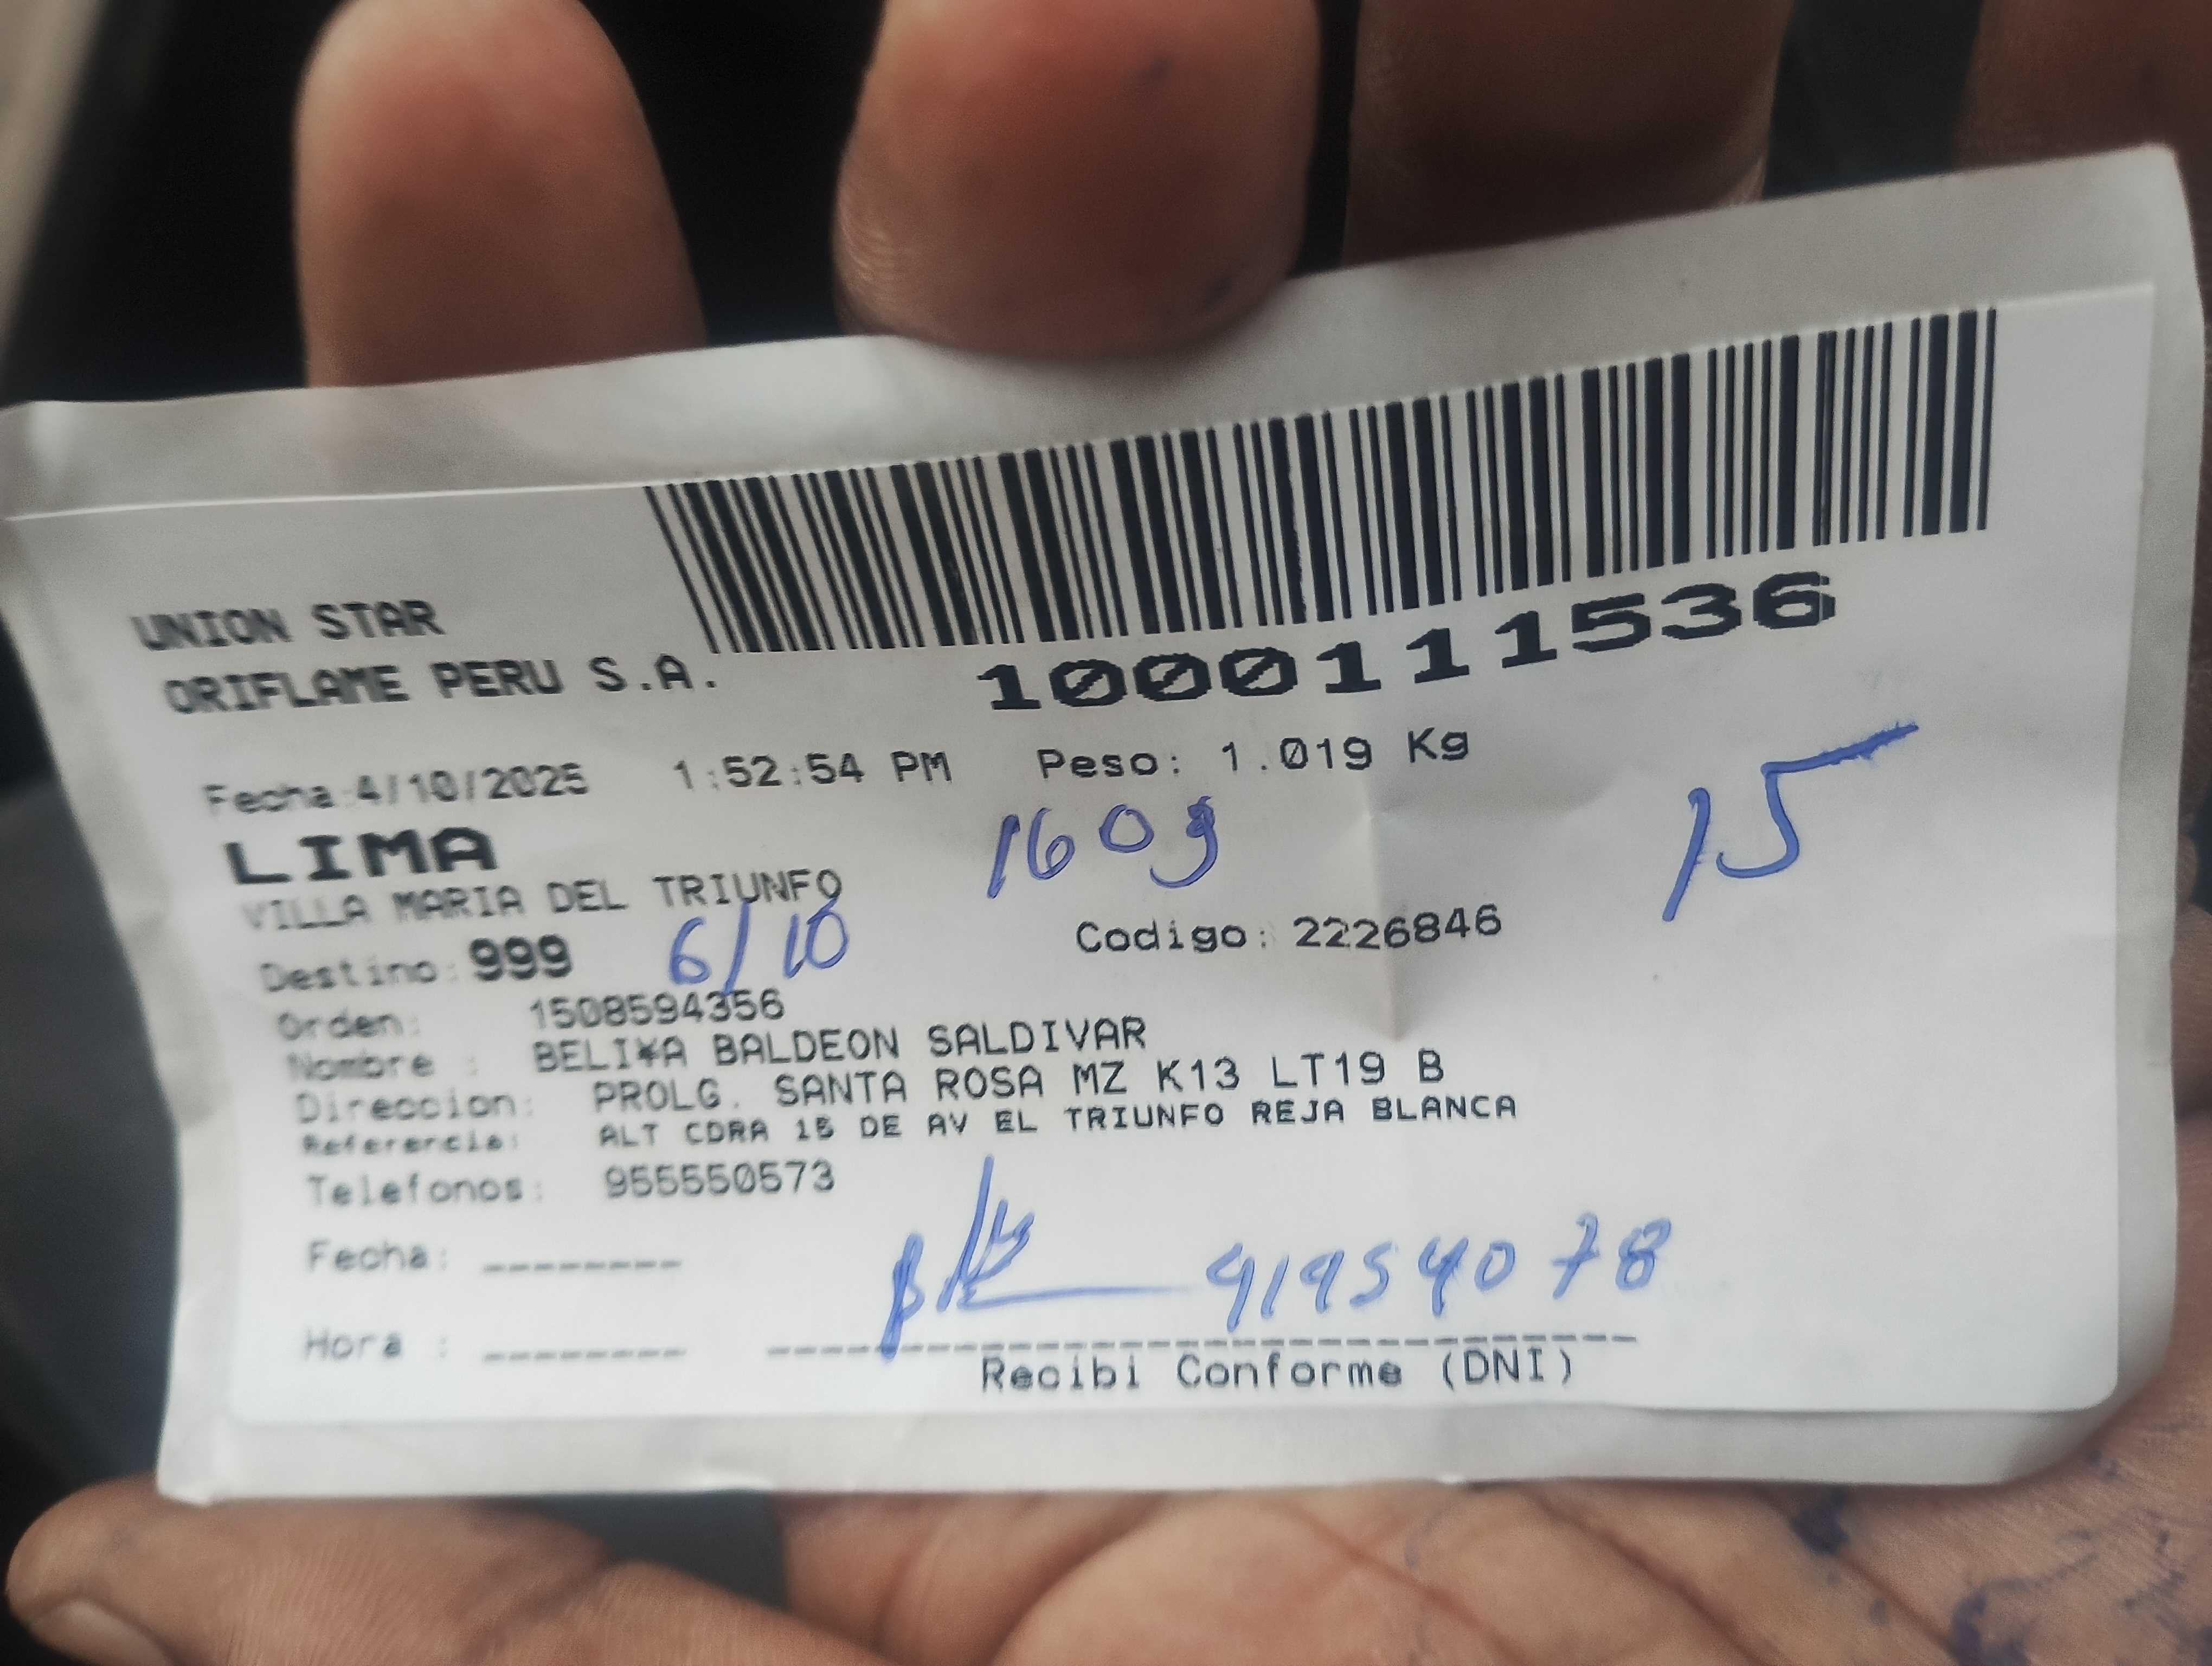 UNION STAR
ORIFLAME PERU S.A.
1000111536
Fecha:4/10/2025 1:52:54 PM Peso: 1.019 Kg
LIMA 1603 15
VILLA MARIA DEL TRIUNFO
Destino: 999 6/10 Codigo: 2226846
Orden: 1508594356
Nombre : BELI¥A BALDEON SALDIVAR
Direccion: PROLG. SANTA ROSA MZ K13 LT19 B
Referencia: ALT CDRA 15 DE AV EL TRIUNFO REJA BLANCA
Telefonos: 955550573
Fecha: --------
Hora : --------
Recibi Conforme (DNI)